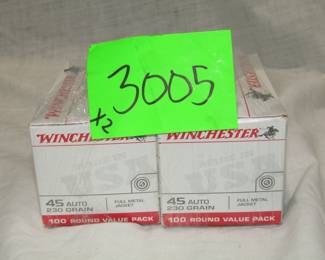 3005
x2
WINCHESTER
45 AUTO
230 GRAIN
FULL METAL
JACKET
100 ROUND VALUE PACK
WINCHESTER
45 AUTO
230 GRAIN
FULL METAL
JACKET
100 ROUND VALUE PACK